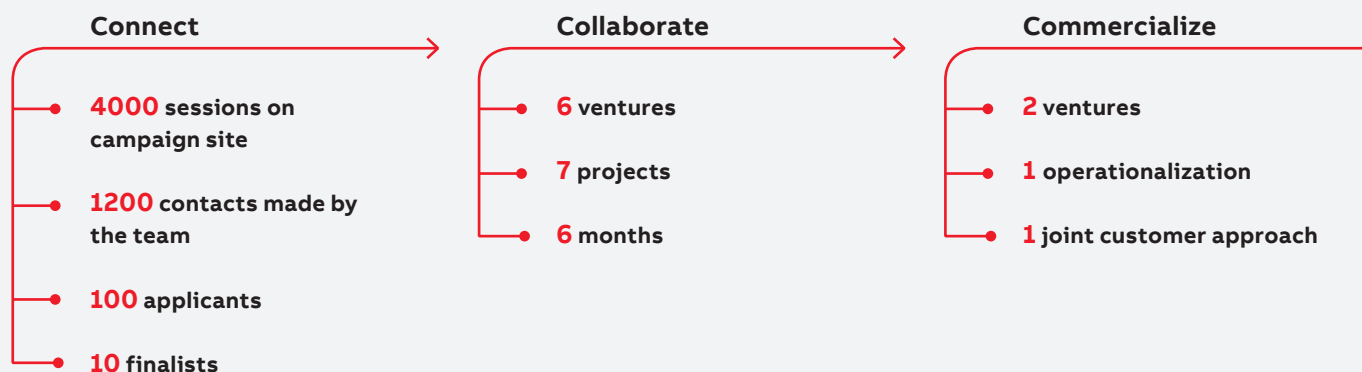 Connect
4000 sessions on
campaign site
1200 contacts made by
the team
100 applicants
10 finalists
Collaborate
6 ventures
7 projects
6 months
Commercialize
2 ventures
1 operationalization
1 joint customer approach